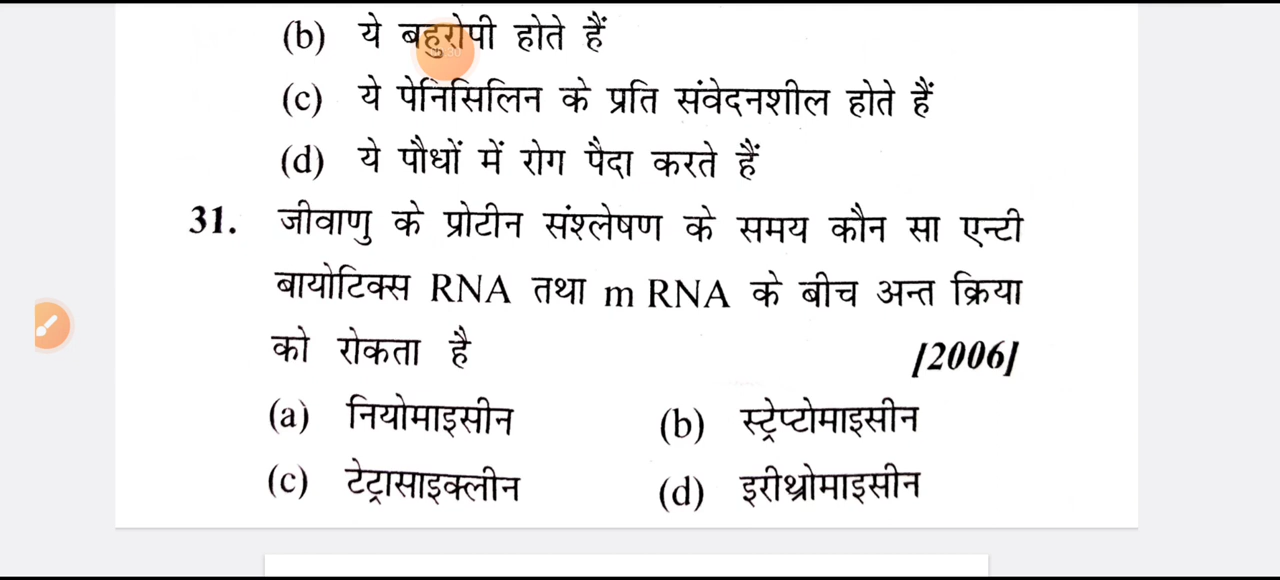 (b) ये बहुरोपी होते हैं
(c) ये पेनिसिलिन के प्रति संवेदनशील होते हैं
(d) ये पौधों में रोग पैदा करते हैं
31. जीवाणु के प्रोटीन संश्लेषण के समय कौन सा एन्टी
बायोटिक्स RNA तथा m RNA के बीच अन्त क्रिया
को रोकता है [2006]
(a) नियोमाइसीन (b) स्ट्रेप्टोमाइसीन
(c) टेट्रासाइक्लीन (d) इरीथ्रोमाइसीन